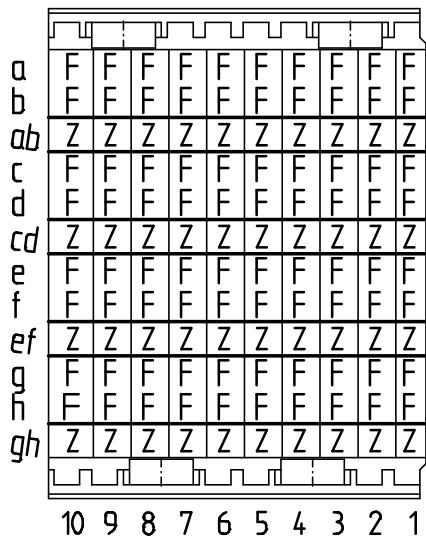 a F F F F F F F F F F
b F F F F F F F F F F
ab Z Z Z Z Z Z Z Z Z Z
c F F F F F F F F F F
d F F F F F F F F F F
cd Z Z Z Z Z Z Z Z Z Z
e F F F F F F F F F F
f F F F F F F F F F F
ef Z Z Z Z Z Z Z Z Z Z
g F F F F F F F F F F
h F F F F F F F F F F
gh Z Z Z Z Z Z Z Z Z Z
10 9 8 7 6 5 4 3 2 1